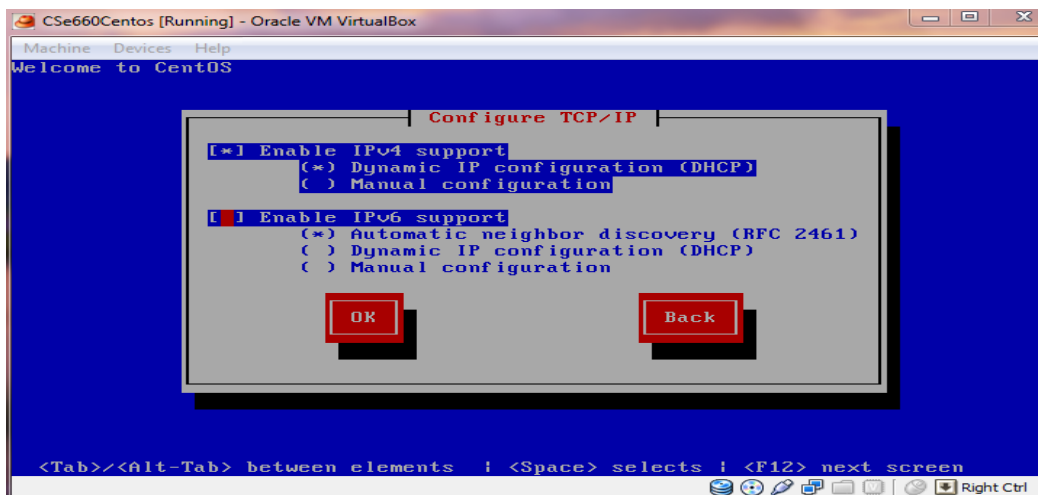 CSe660Centos [Running] - Oracle VM VirtualBox
Machine Devices Help
Welcome to CentOS
Configure TCP/IP
[*] Enable IPv4 support
(*) Dynamic IP configuration (DHCP)
( ) Manual configuration
[ ] Enable IPv6 support
(*) Automatic neighbor discovery (RFC 2461)
( ) Dynamic IP configuration (DHCP)
( ) Manual configuration
OK Back
<Tab>/<Alt-Tab> between elements | <Space> selects | <F12> next screen
Right Ctrl